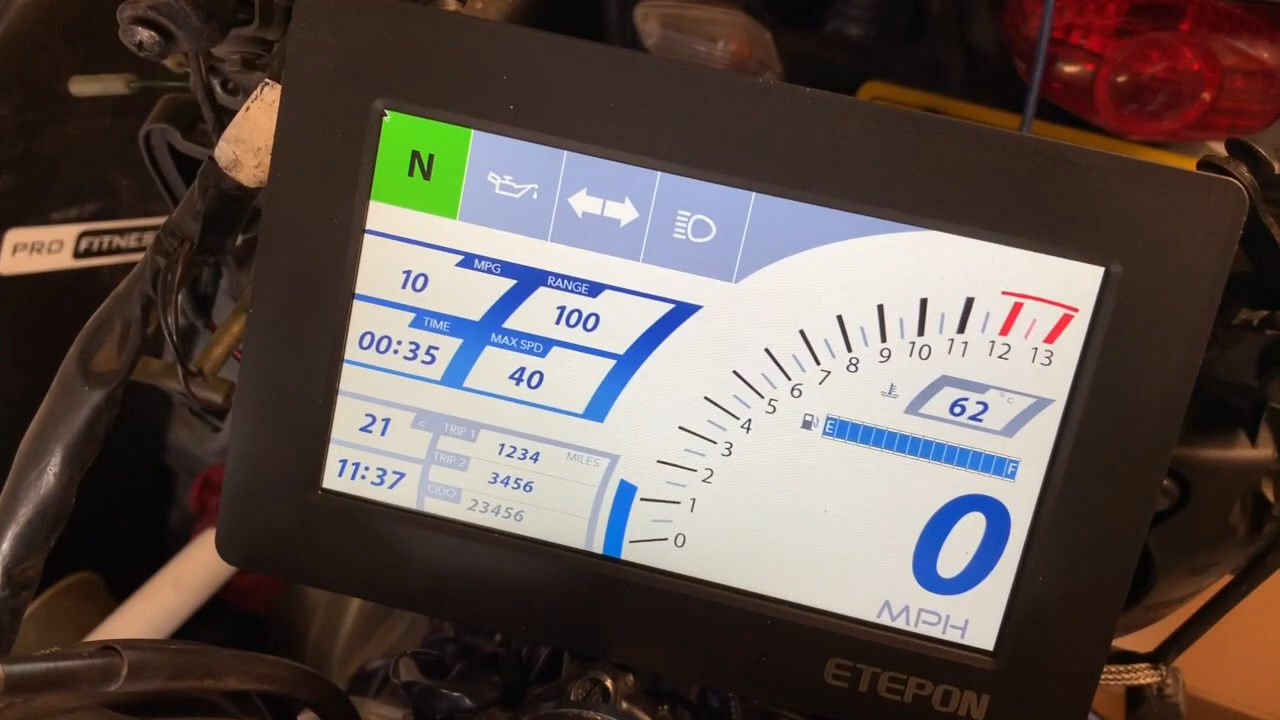 PRO FITNESS
N
MPG
10
RANGE
100
TIME
00:35
MAX SPD
40
21
< TRIP 1
1234
MILES
11:37
TRIP 2
3456
ODO
23456
0
1
2
3
4
5
6
7
8
9
10
11
12
13
62 °C
E
F
0
MPH
ETEPON